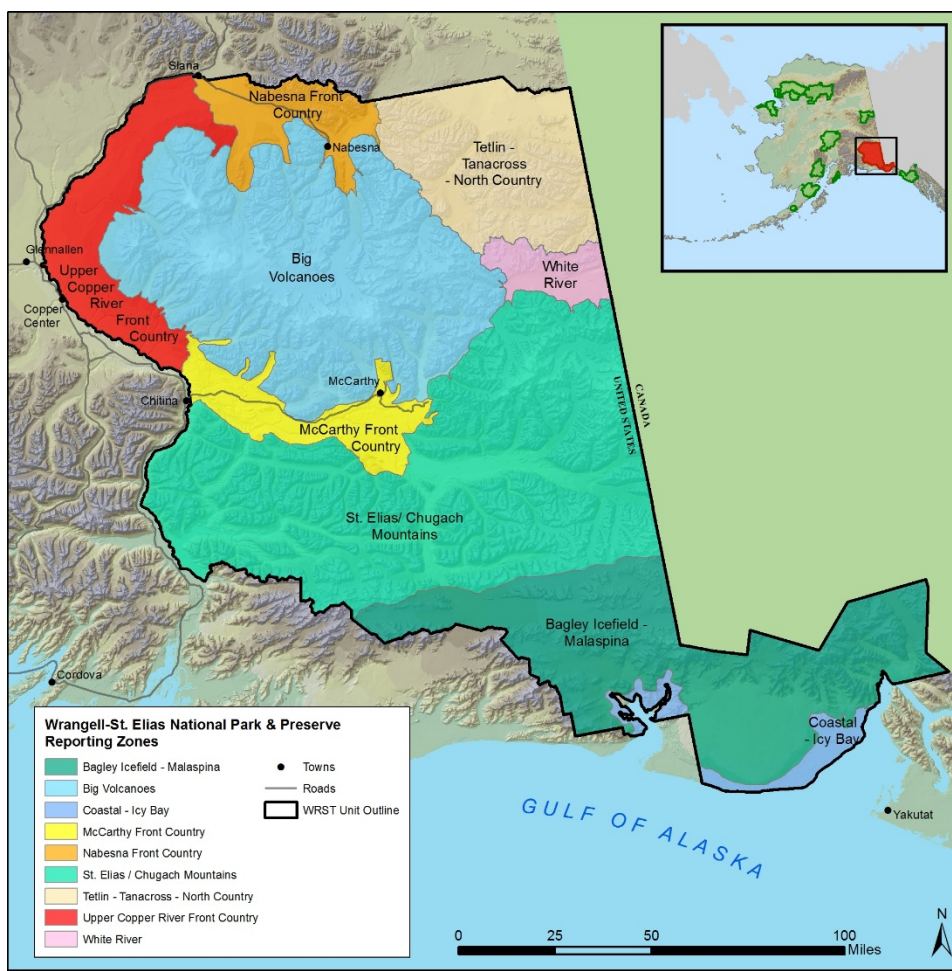 Slana
Nabesna Front
Country
Nabesna
Tetlin -
Tanacross
- North Country
Glennallen
Upper
Copper
River
Front
Country
Copper
Center
Big
Volcanoes
White
River
McCarthy
Chitina
McCarthy Front
Country
CANADA
UNITED STATES
St. Elias/ Chugach
Mountains
Bagley Icefield -
Malaspina
Cordova
Coastal
- Icy Bay
Yakutat
GULF OF ALASKA
Wrangell-St. Elias National Park & Preserve
Reporting Zones
Bagley Icefield - Malaspina
Big Volcanoes
Coastal - Icy Bay
McCarthy Front Country
Nabesna Front Country
St. Elias / Chugach Mountains
Tetlin - Tanacross - North Country
Upper Copper River Front Country
White River
Towns
Roads
WRST Unit Outline
0 25 50 100
Miles
N